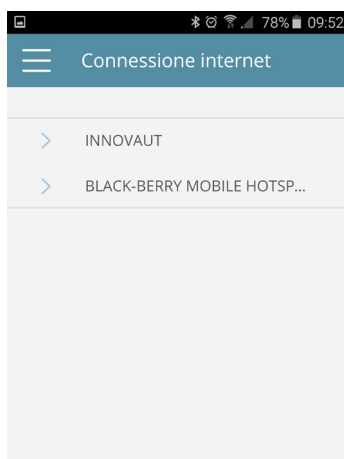 78% 09:52
Connessione internet
INNOVAUT
BLACK-BERRY MOBILE HOTSP...